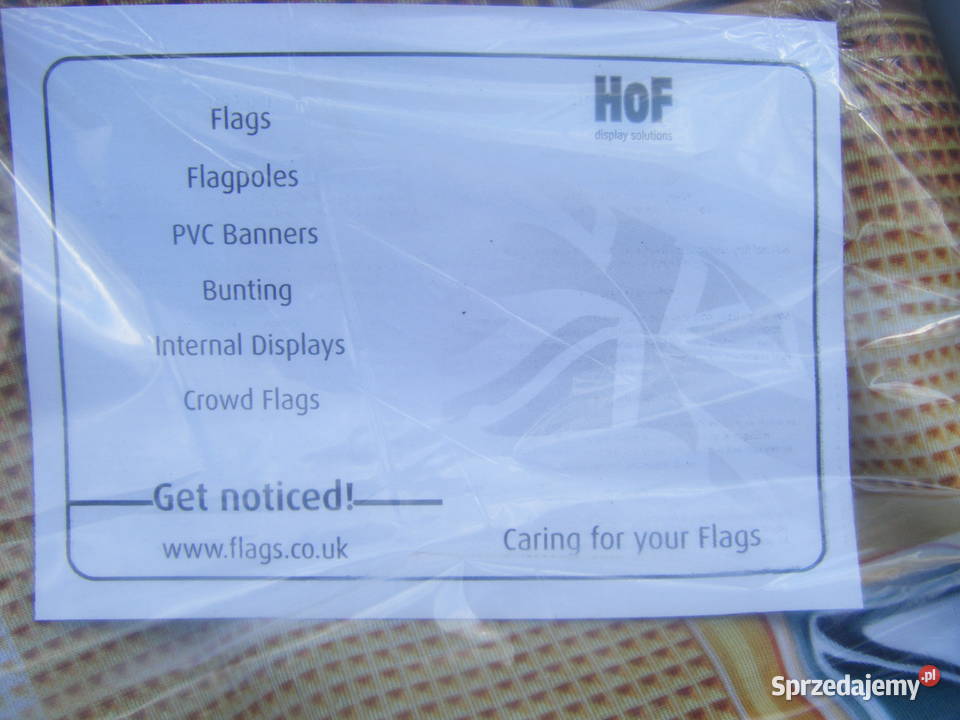 HoF
display solutions
Flags
Flagpoles
PVC Banners
Bunting
Internal Displays
Crowd Flags
Get noticed!
www.flags.co.uk
Caring for your Flags
Sprzedajemy.pl